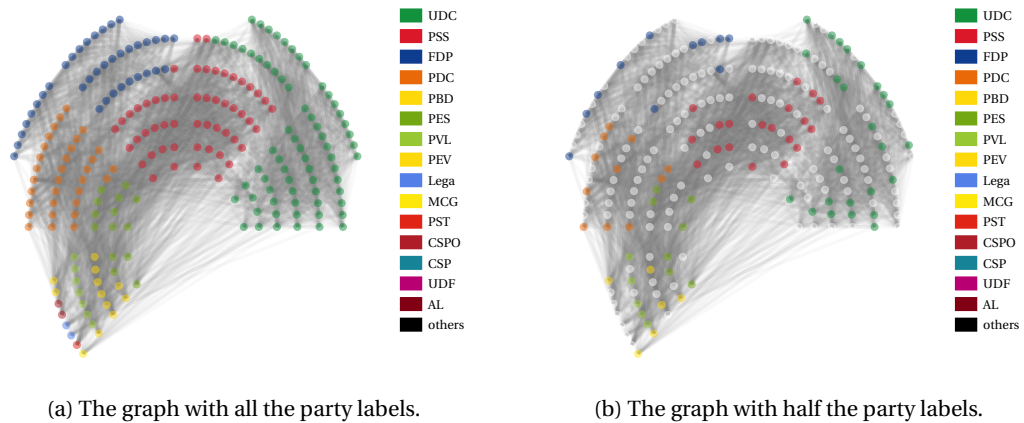 UDC
PSS
FDP
PDC
PBD
PES
PVL
PEV
Lega
MCG
PST
CSPO
CSP
UDF
AL
others
(a) The graph with all the party labels.
UDC
PSS
FDP
PDC
PBD
PES
PVL
PEV
Lega
MCG
PST
CSPO
CSP
UDF
AL
others
(b) The graph with half the party labels.